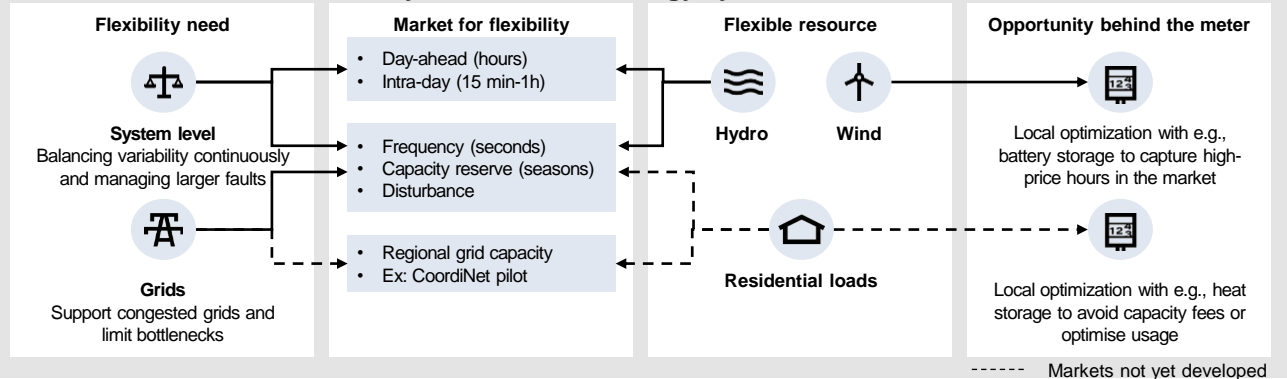 Flexibility need
System level
Balancing variability continuously
and managing larger faults
Grids
Support congested grids and
limit bottlenecks
Market for flexibility
• Day-ahead (hours)
• Intra-day (15 min-1h)
• Frequency (seconds)
• Capacity reserve (seasons)
• Disturbance
• Regional grid capacity
• Ex: CoordiNet pilot
Flexible resource
Hydro
Wind
Residential loads
Opportunity behind the meter
Local optimization with e.g.,
battery storage to capture high-
price hours in the market
Local optimization with e.g., heat
storage to avoid capacity fees or
optimise usage
Markets not yet developed